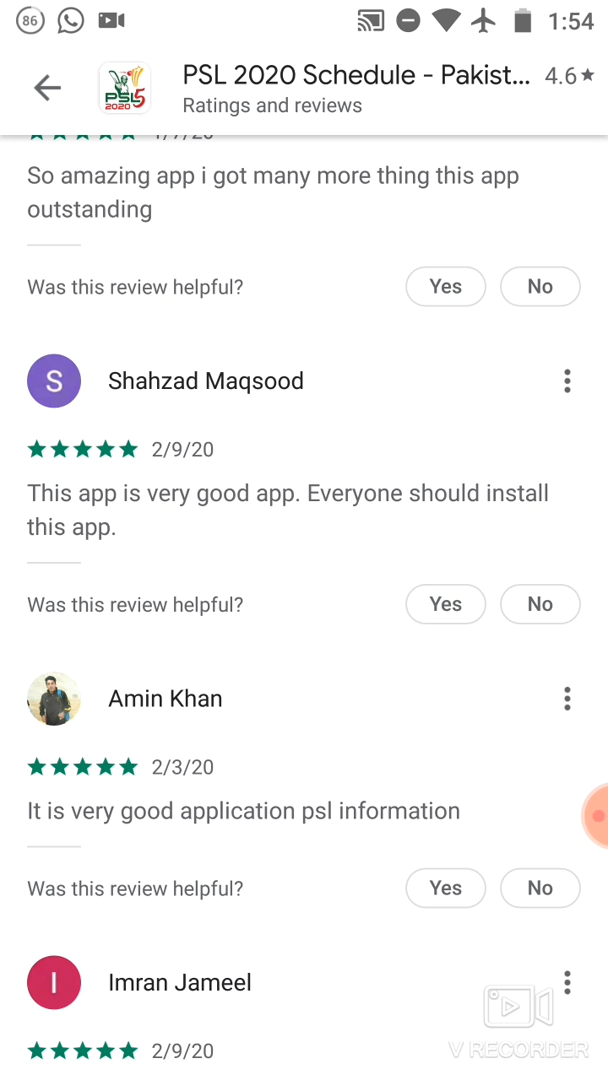 86
1:54
PSL 2020 Schedule - Pakist... 4.6★
PSL5
2020
Ratings and reviews
So amazing app i got many more thing this app
outstanding
Was this review helpful? Yes No
S Shahzad Maqsood
2/9/20
This app is very good app. Everyone should install
this app.
Was this review helpful? Yes No
Amin Khan
2/3/20
It is very good application psl information
Was this review helpful? Yes No
I Imran Jameel
2/9/20
V RECORDER